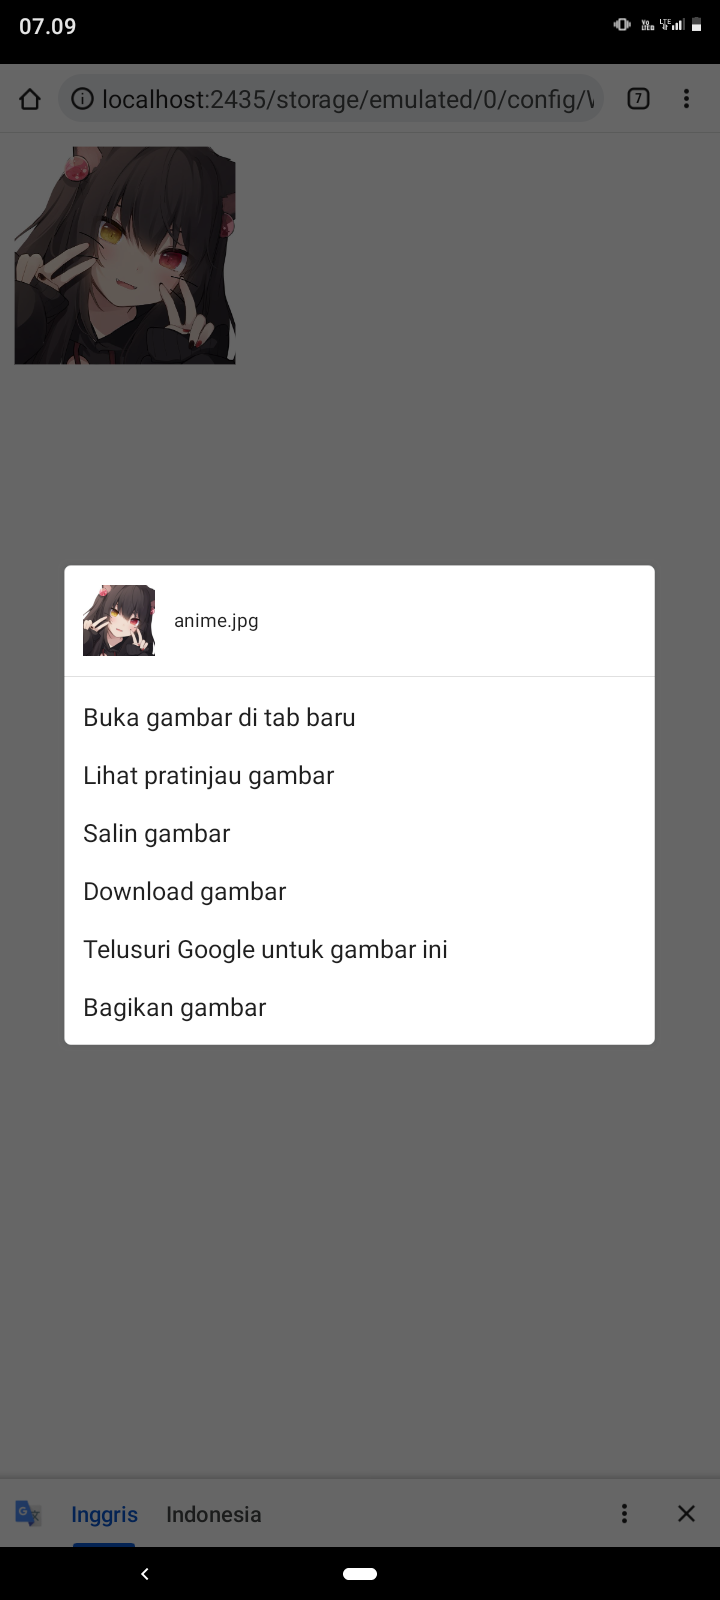 07.09
localhost:2435/storage/emulated/0/config/
7
anime.jpg
Buka gambar di tab baru
Lihat pratinjau gambar
Salin gambar
Download gambar
Telusuri Google untuk gambar ini
Bagikan gambar
Inggris Indonesia